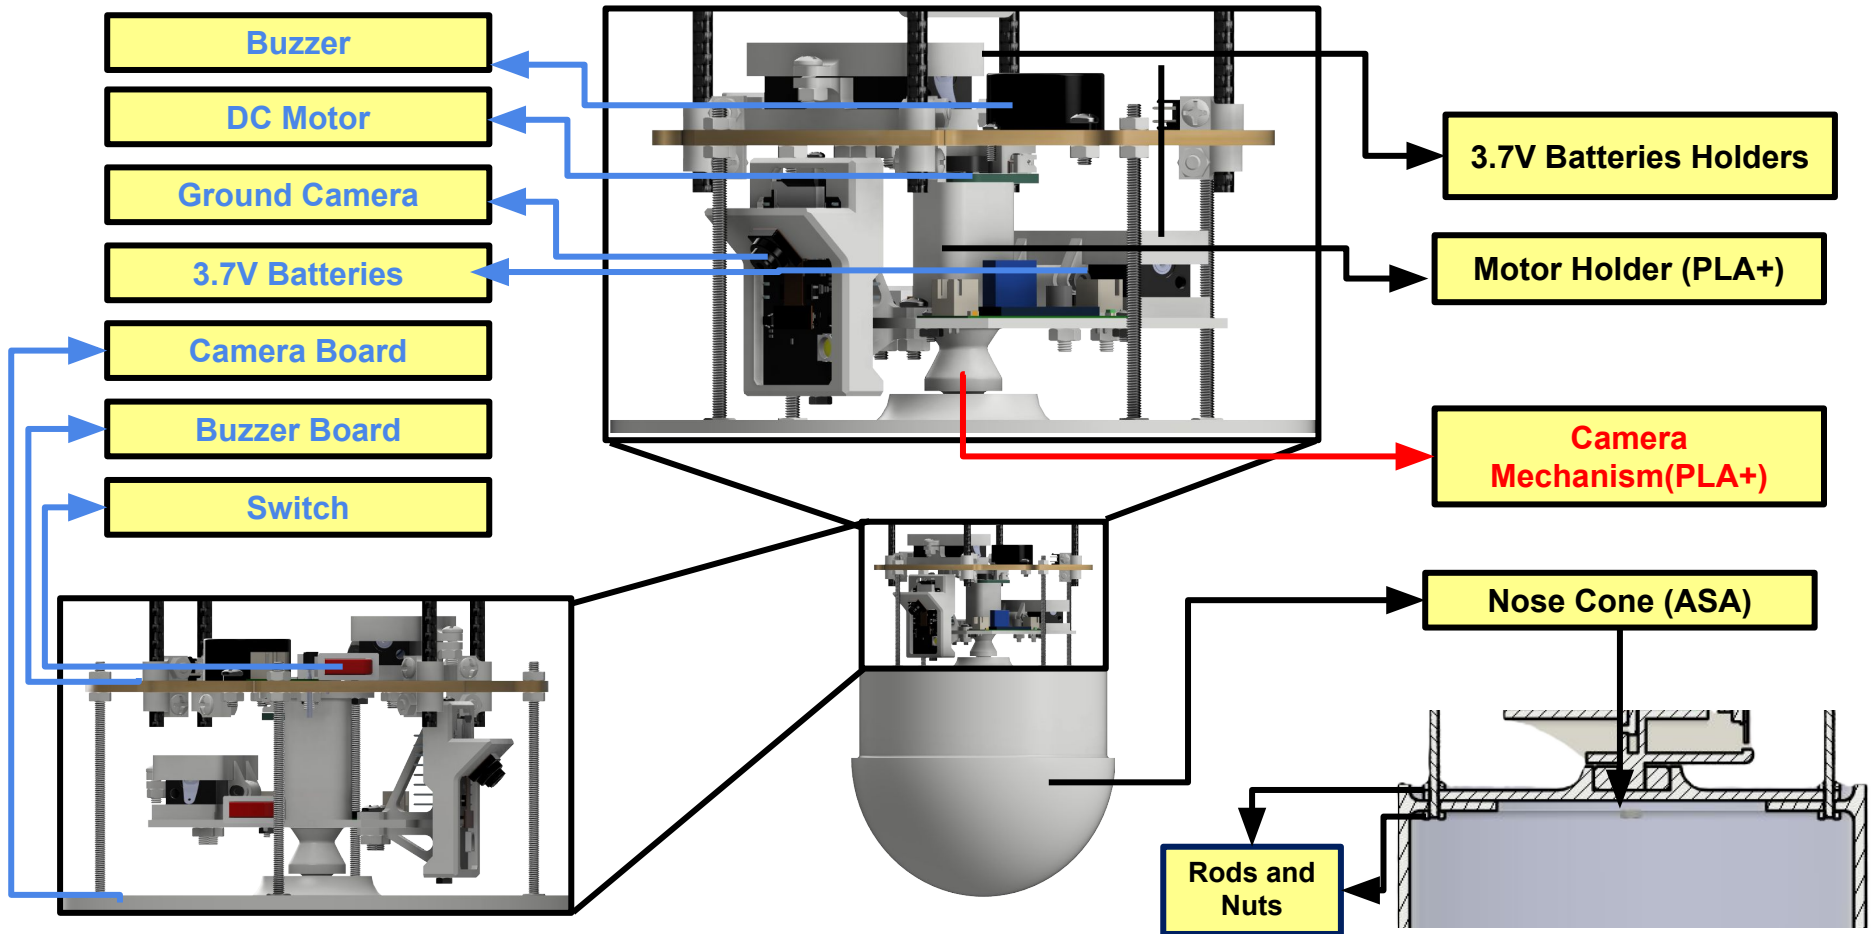 Buzzer
DC Motor
Ground Camera
3.7V Batteries
Camera Board
Buzzer Board
Switch
3.7V Batteries Holders
Motor Holder (PLA+)
Camera
Mechanism(PLA+)
Nose Cone (ASA)
Rods and
Nuts